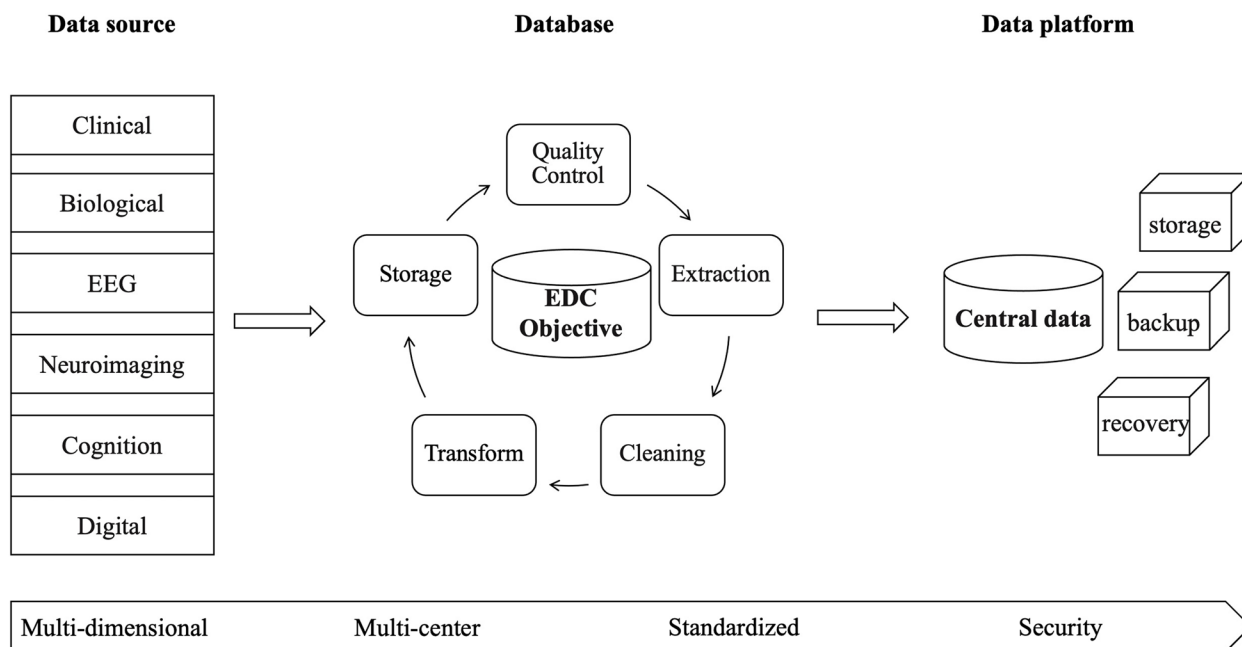 Data source
Database
Data platform
Clinical
Biological
EEG
Neuroimaging
Cognition
Digital
Quality
Control
Storage
Extraction
EDC
Objective
Transform
Cleaning
Central data
storage
backup
recovery
Multi-dimensional
Multi-center
Standardized
Security